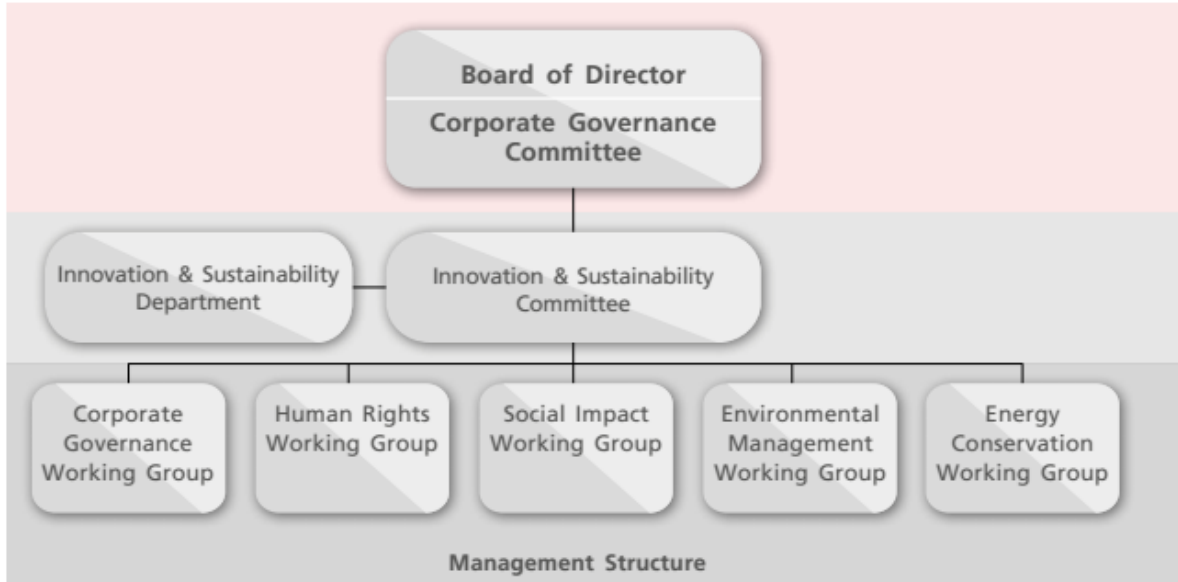 Board of Director
Corporate Governance
Committee
Innovation & Sustainability
Department
Innovation & Sustainability
Committee
Corporate
Governance
Working Group
Human Rights
Working Group
Social Impact
Working Group
Environmental
Management
Working Group
Energy
Conservation
Working Group
Management Structure